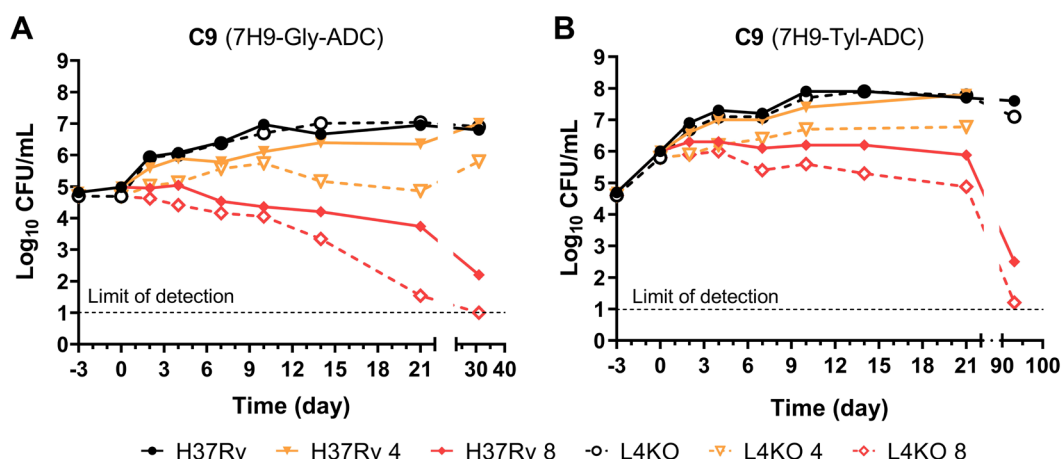 A
C9 (7H9-Gly-ADC)
Log10 CFU/mL
9
8
7
6
5
4
3
2
1
0
Limit of detection
-3 0 3 6 9 12 15 18 21 30 40
Time (day)
B
C9 (7H9-Tyl-ADC)
Log10 CFU/mL
9
8
7
6
5
4
3
2
1
0
Limit of detection
-3 0 3 6 9 12 15 18 21 90 100
Time (day)
H37Rv H37Rv 4 H37Rv 8 L4KO L4KO 4 L4KO 8